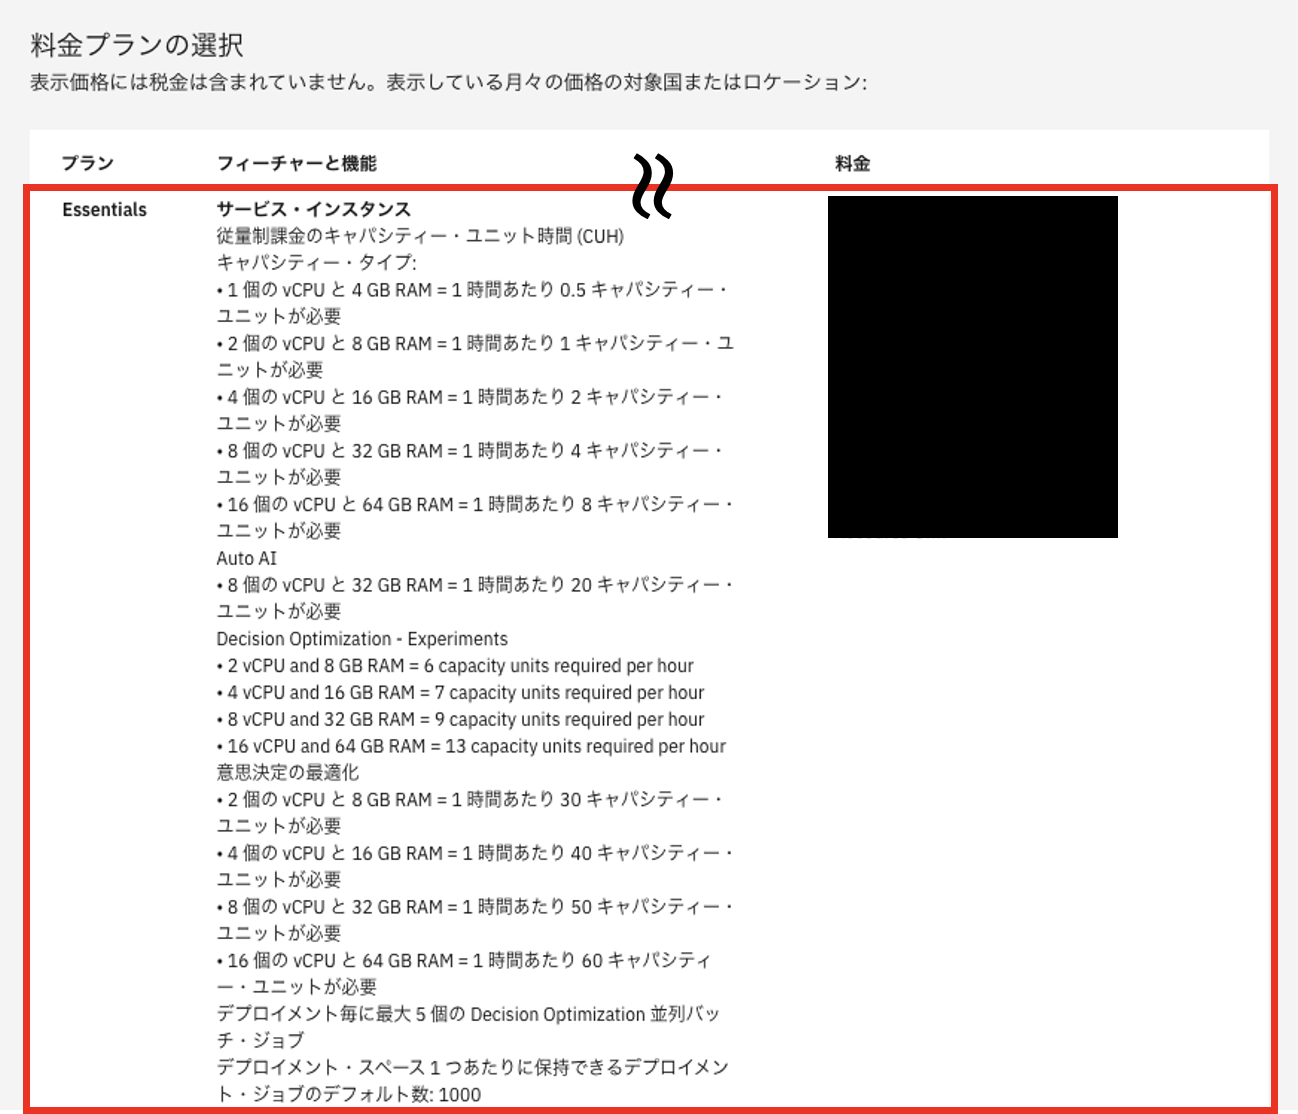 料金プランの選択
表示価格には税金は含まれていません。表示している月々の価格の対象国またはロケーション:
プラン フィーチャーと機能 料金
Essentials サービス・インスタンス
従量制課金のキャパシティー・ユニット時間 (CUH)
キャパシティー・タイプ:
• 1 個の vCPU と 4 GB RAM = 1 時間あたり 0.5 キャパシティー・
ユニットが必要
• 2 個の vCPU と 8 GB RAM = 1 時間あたり 1 キャパシティー・ユ
ニットが必要
• 4 個の vCPU と 16 GB RAM = 1 時間あたり 2 キャパシティー・
ユニットが必要
• 8 個の vCPU と 32 GB RAM = 1 時間あたり 4 キャパシティー・
ユニットが必要
• 16 個の vCPU と 64 GB RAM = 1 時間あたり 8 キャパシティー・
ユニットが必要
Auto AI
• 8 個の vCPU と 32 GB RAM = 1 時間あたり 20 キャパシティー・
ユニットが必要
Decision Optimization - Experiments
• 2 vCPU and 8 GB RAM = 6 capacity units required per hour
• 4 vCPU and 16 GB RAM = 7 capacity units required per hour
• 8 vCPU and 32 GB RAM = 9 capacity units required per hour
• 16 vCPU and 64 GB RAM = 13 capacity units required per hour
意思決定の最適化
• 2 個の vCPU と 8 GB RAM = 1 時間あたり 30 キャパシティー・
ユニットが必要
• 4 個の vCPU と 16 GB RAM = 1 時間あたり 40 キャパシティー・
ユニットが必要
• 8 個の vCPU と 32 GB RAM = 1 時間あたり 50 キャパシティー・
ユニットが必要
• 16 個の vCPU と 64 GB RAM = 1 時間あたり 60 キャパシティ
ー・ユニットが必要
デプロイメント毎に最大 5 個の Decision Optimization 並列バッ
チ・ジョブ
デプロイメント・スペース 1 つあたりに保持できるデプロイメン
ト・ジョブのデフォルト数: 1000